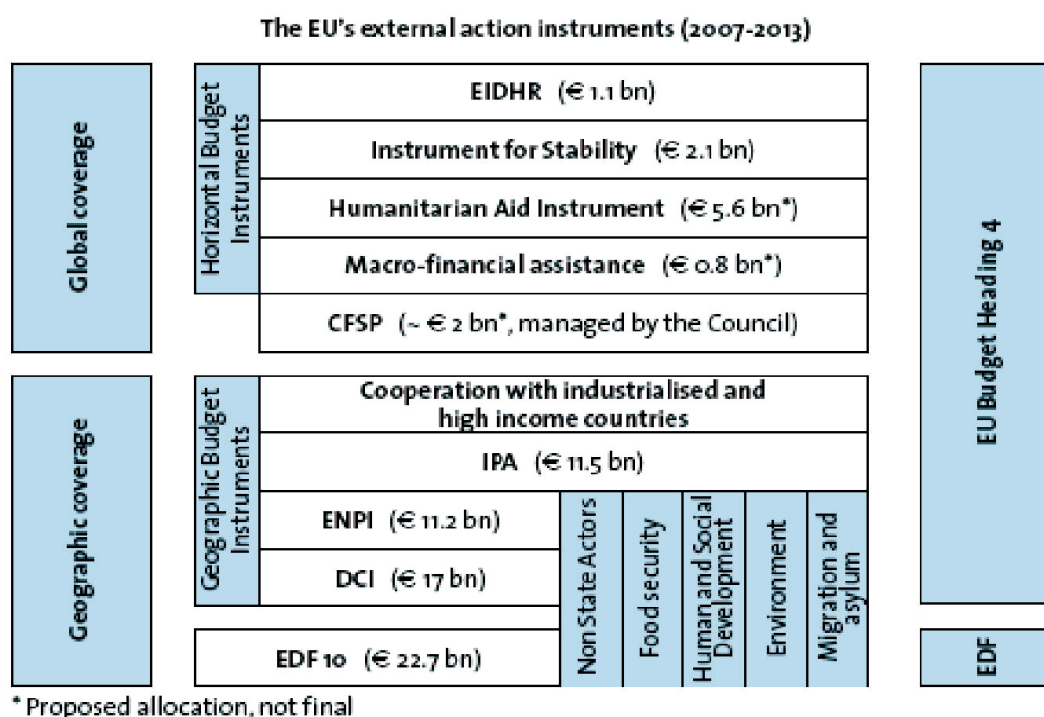 The EU's external action instruments (2007-2013)
Global coverage
Horizontal Budget
Instruments
EIDHR (€ 1.1 bn)
Instrument for Stability (€ 2.1 bn)
Humanitarian Aid Instrument (€ 5.6 bn*)
Macro-financial assistance (€ 0.8 bn*)
CFSP (~ € 2 bn*, managed by the Council)
EU Budget Heading 4
Geographic coverage
Geographic Budget
Instruments
Cooperation with industrialised and
high income countries
IPA (€ 11.5 bn)
ENPI (€ 11.2 bn)
DCI (€ 17 bn)
EDF 10 (€ 22.7 bn)
Non State Actors
Food security
Human and Social
Development
Environment
Migration and
asylum
EDF
* Proposed allocation, not final